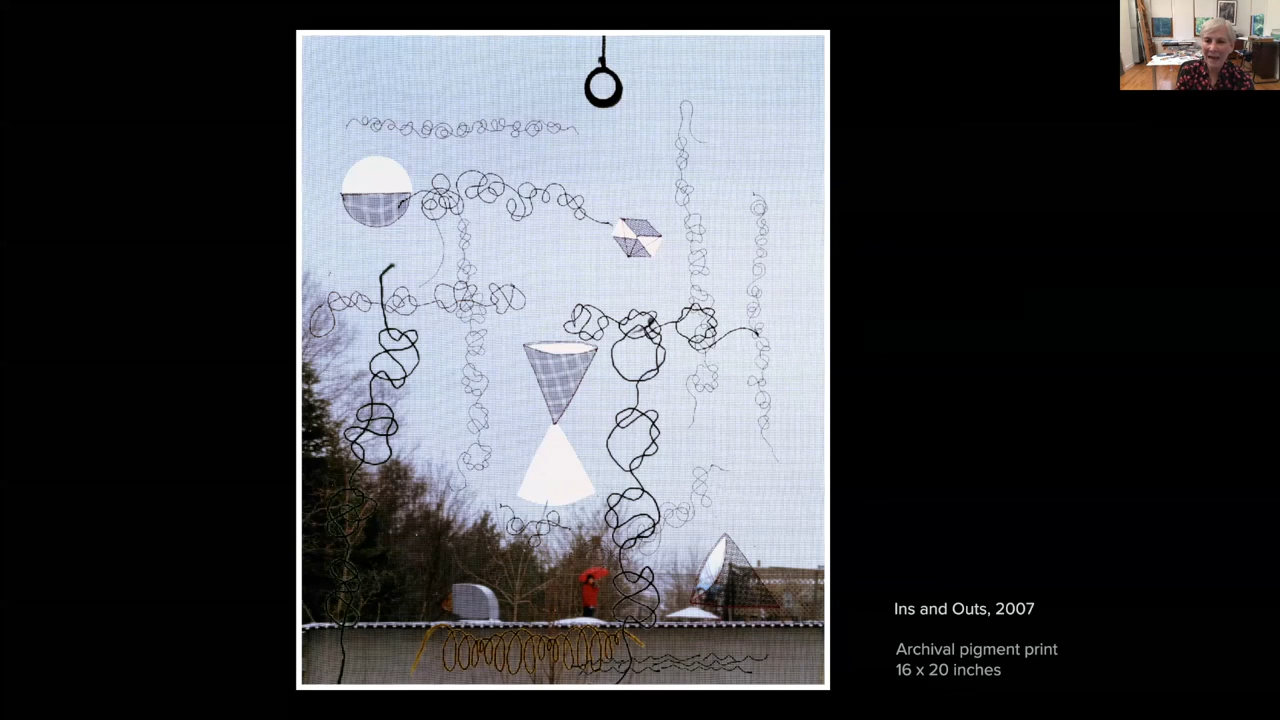 Ins and Outs, 2007
Archival pigment print
16 x 20 inches